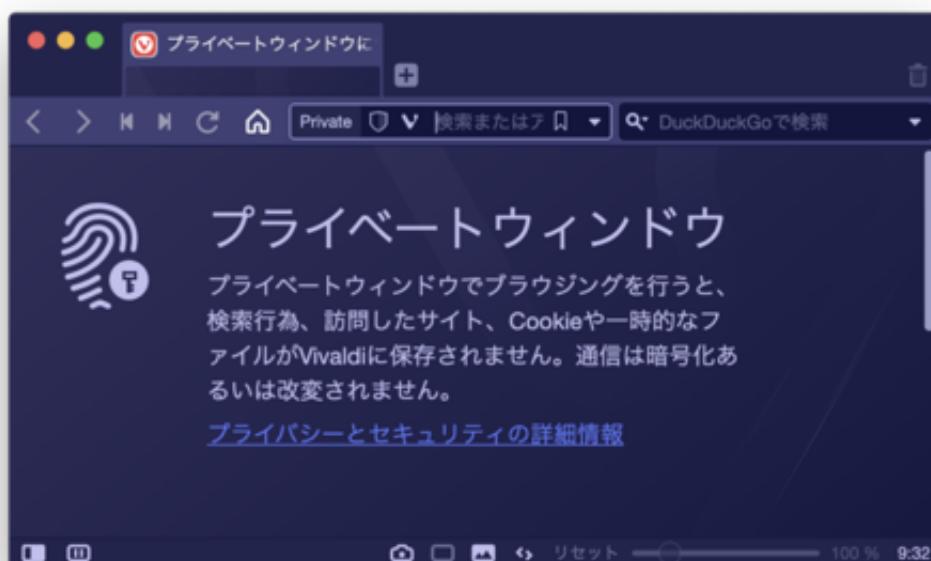 プライベートウィンドウに
Private 検索またはア DuckDuckGoで検索
プライベートウィンドウ
プライベートウィンドウでブラウジングを行うと、
検索行為、訪問したサイト、Cookieや一時的なフ
ァイルがVivaldiに保存されません。通信は暗号化あ
るいは改変されません。
プライバシーとセキュリティの詳細情報
リセット 100 % 9:32